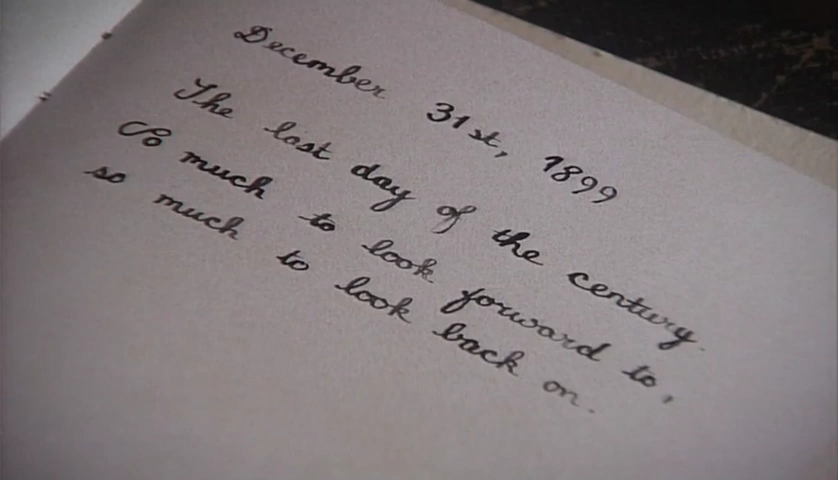 December 31st, 1899
The last day of the century.
So much to look forward to,
so much to look back on.